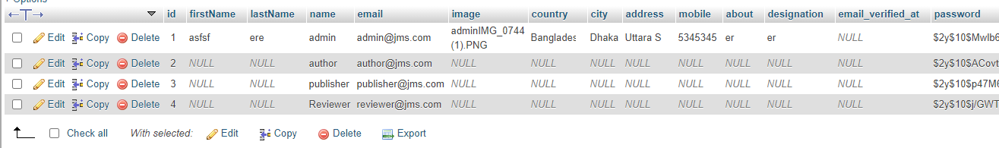 Options
id firstName lastName name email image country city address mobile about designation email_verified_at password
Edit Copy Delete 1 asfsf ere admin admin@jms.com adminIMG_0744 (1).PNG Banglades Dhaka Uttara S 5345345 er er NULL $2y$10$MwIb6
Edit Copy Delete 2 NULL NULL author author@jms.com NULL NULL NULL NULL NULL NULL NULL NULL $2y$10$ACovt
Edit Copy Delete 3 NULL NULL publisher publisher@jms.com NULL NULL NULL NULL NULL NULL NULL NULL $2y$10$p47M6
Edit Copy Delete 4 NULL NULL Reviewer reviewer@jms.com NULL NULL NULL NULL NULL NULL NULL NULL $2y$10$j/GWT
Check all With selected: Edit Copy Delete Export